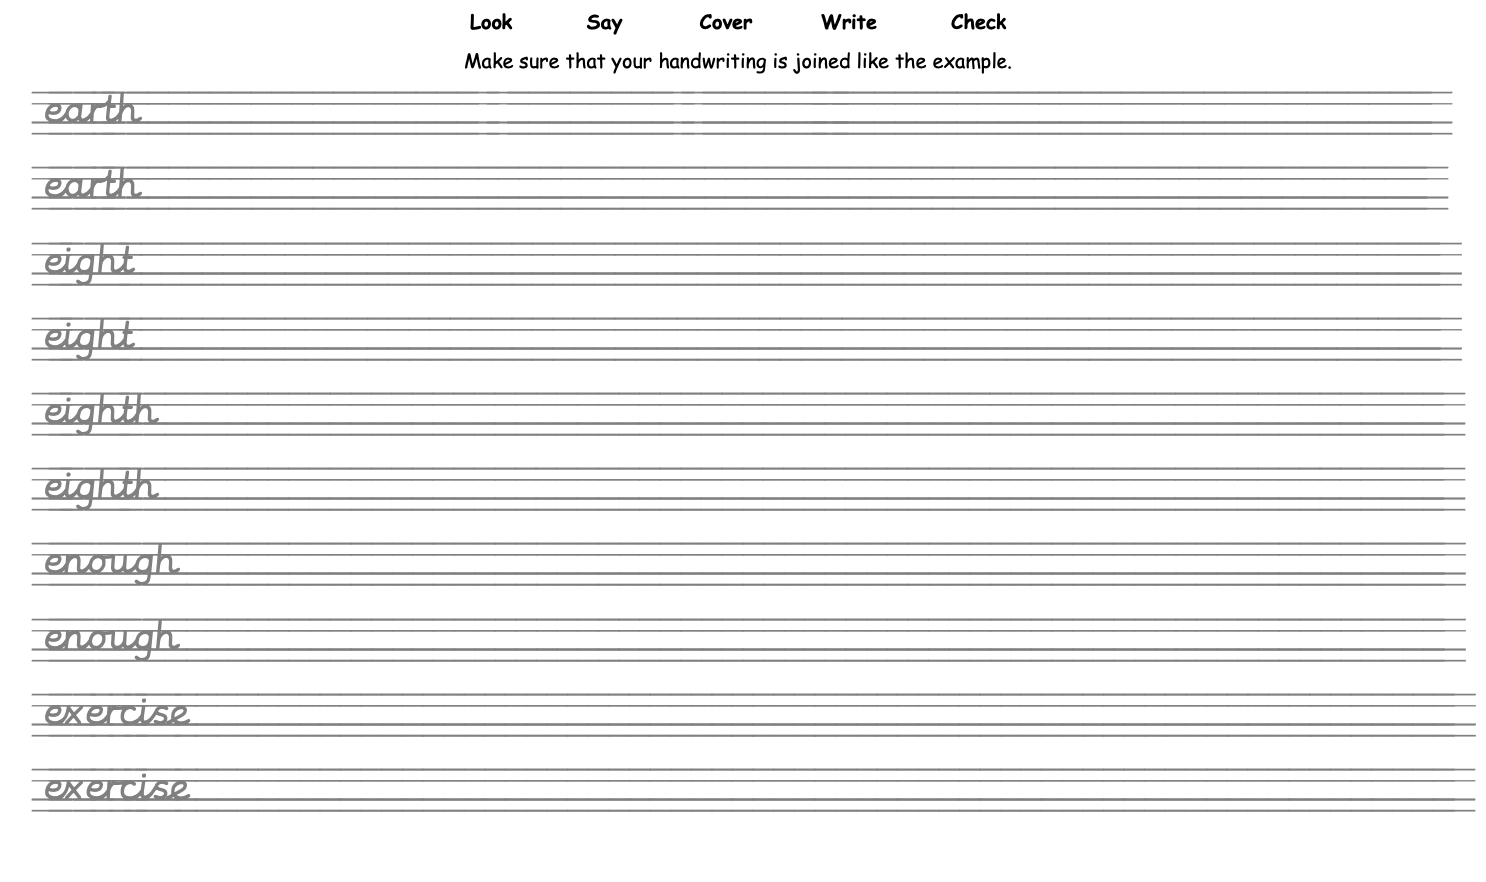 Look Say Cover Write Check
Make sure that your handwriting is joined like the example.
earth
earth
eight
eight
eighth
eighth
enough
enough
exercise
exercise